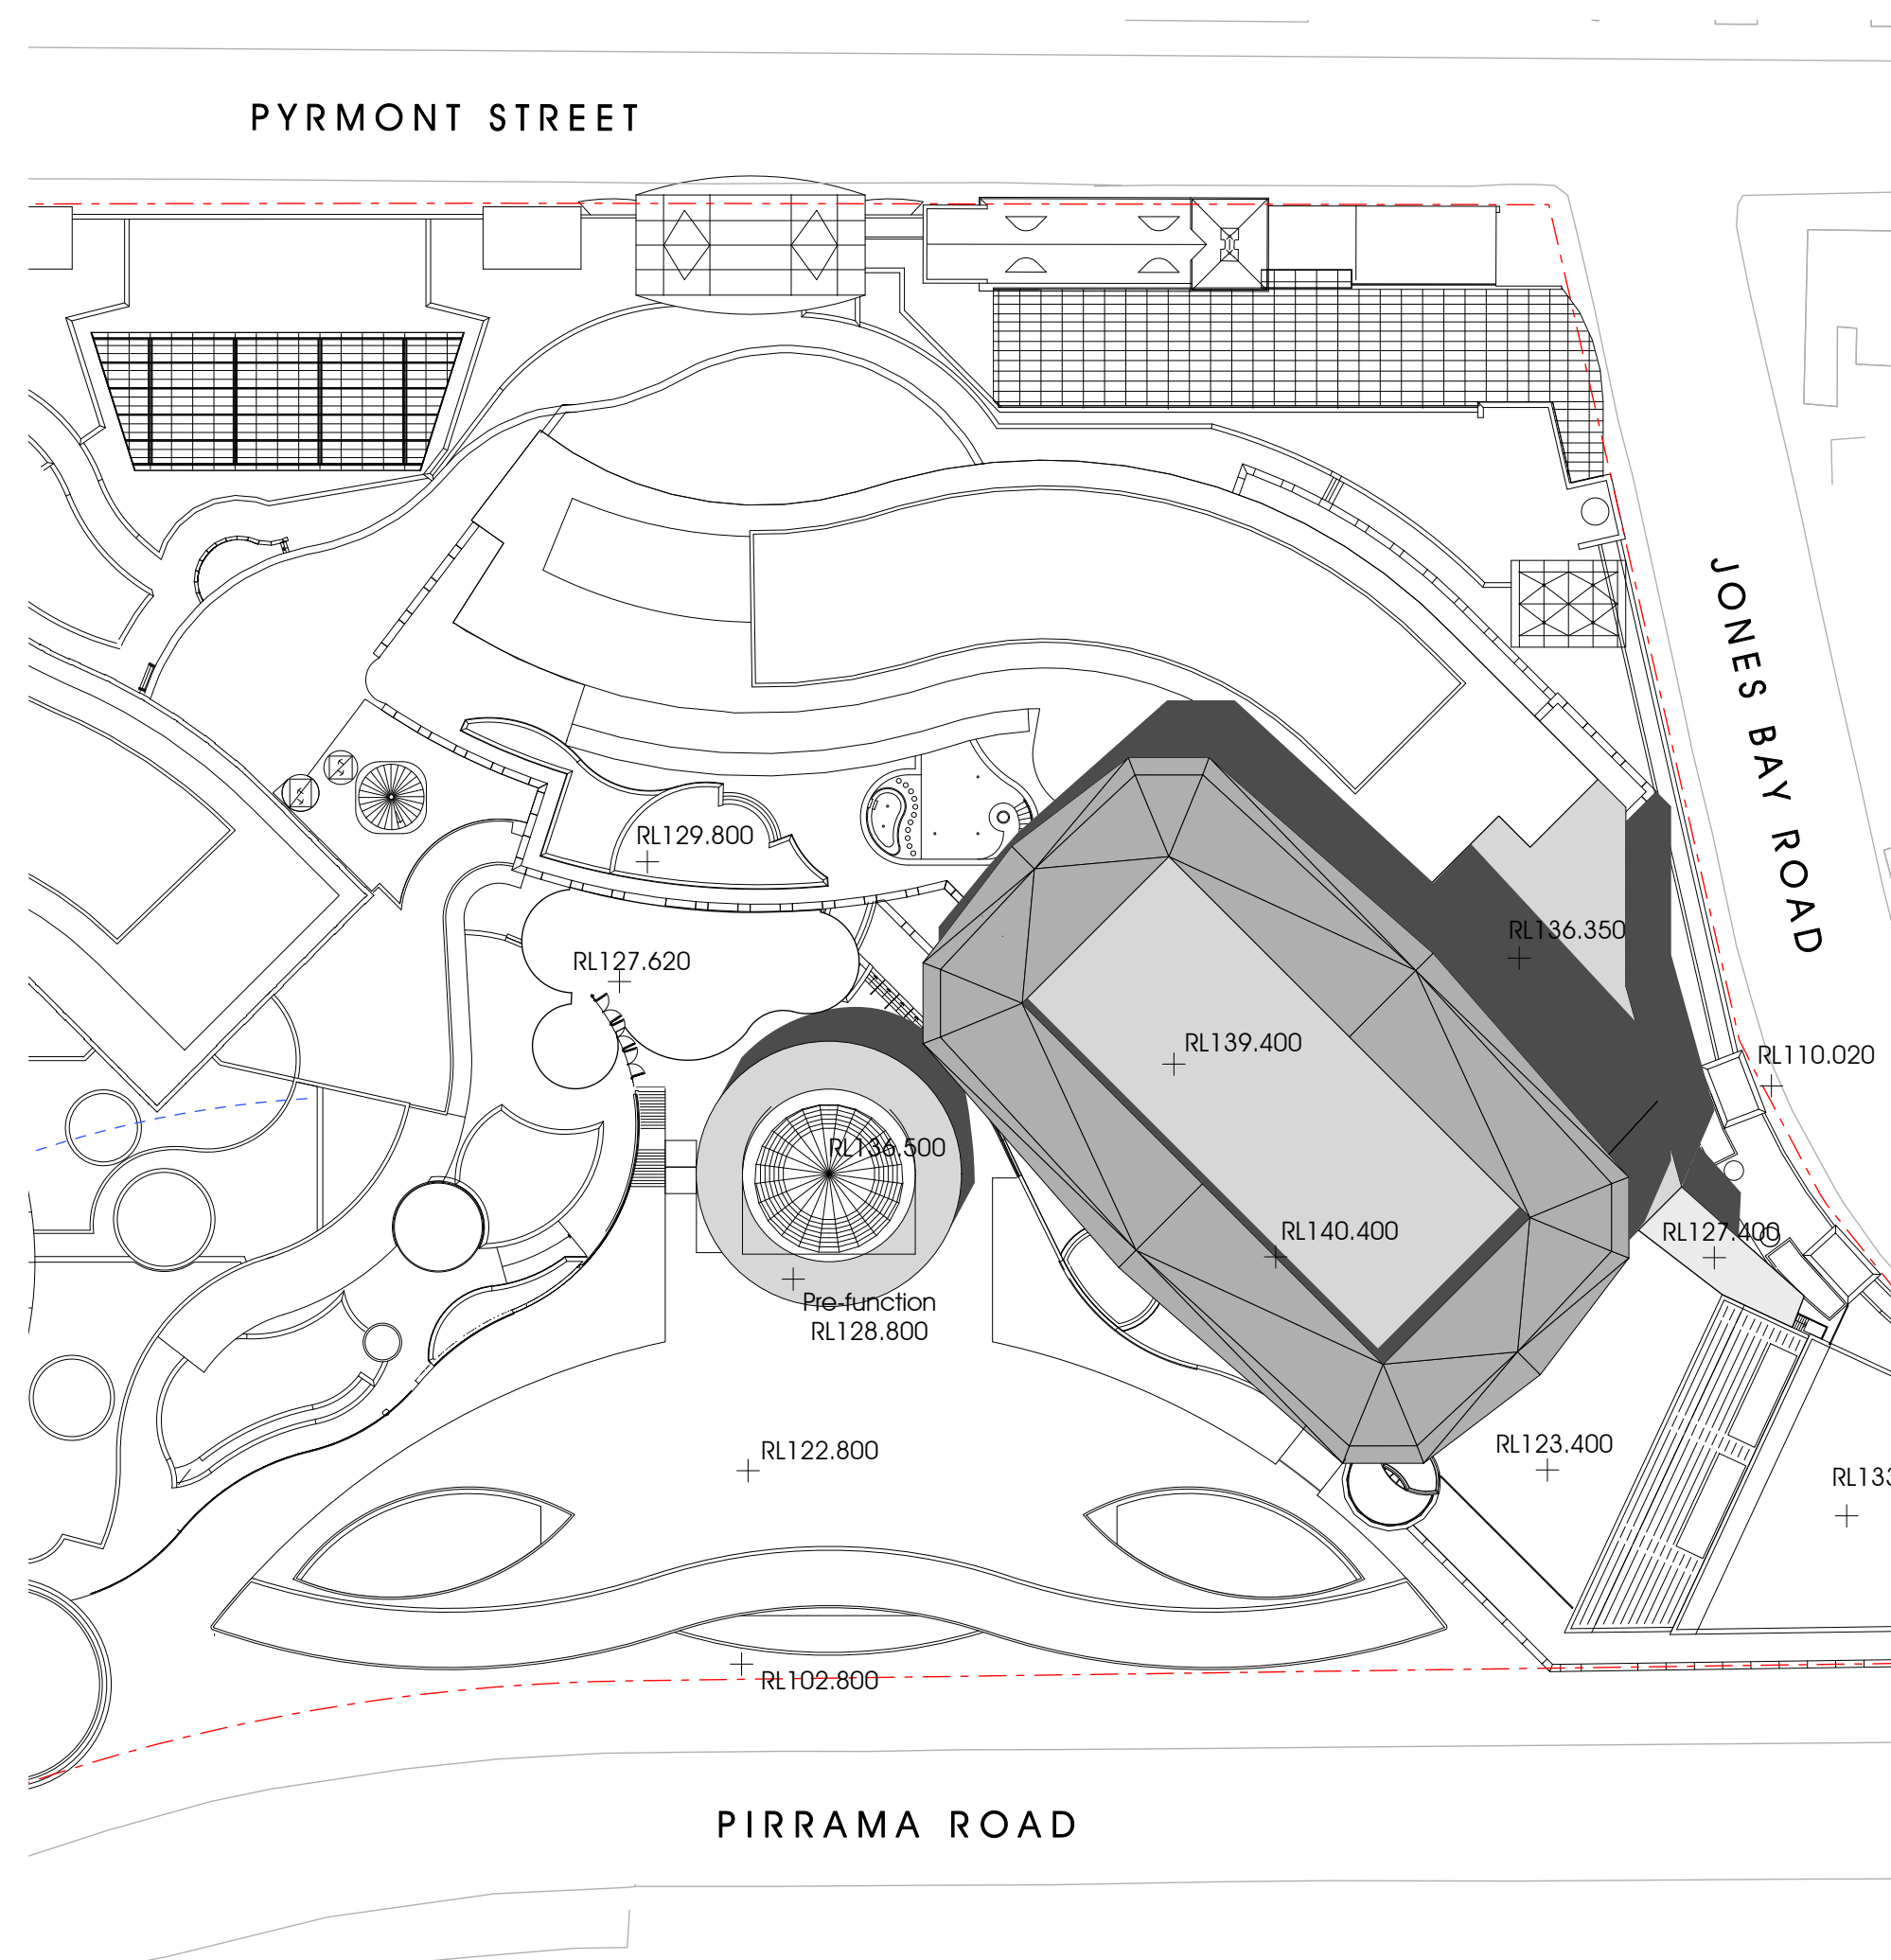 PYRMONT STREET
JONES BAY ROAD
RL129.800
RL136.350
RL127.620
RL139.400
RL110.020
RL136.500
RL140.400
RL127.400
Pre-function
RL128.800
RL123.400
RL122.800
RL133
RL102.800
PIRRAMA ROAD